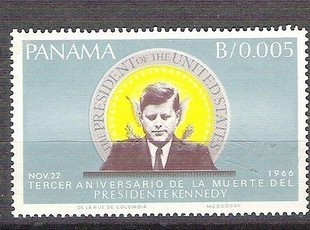 PANAMA B/0.005
THE PRESIDENT OF THE UNITED STATES
NOV. 22 1966
TERCER ANIVERSARIO DE LA MUERTE DEL
PRESIDENTE KENNEDY
DE LA RUE DE COLOMBIA